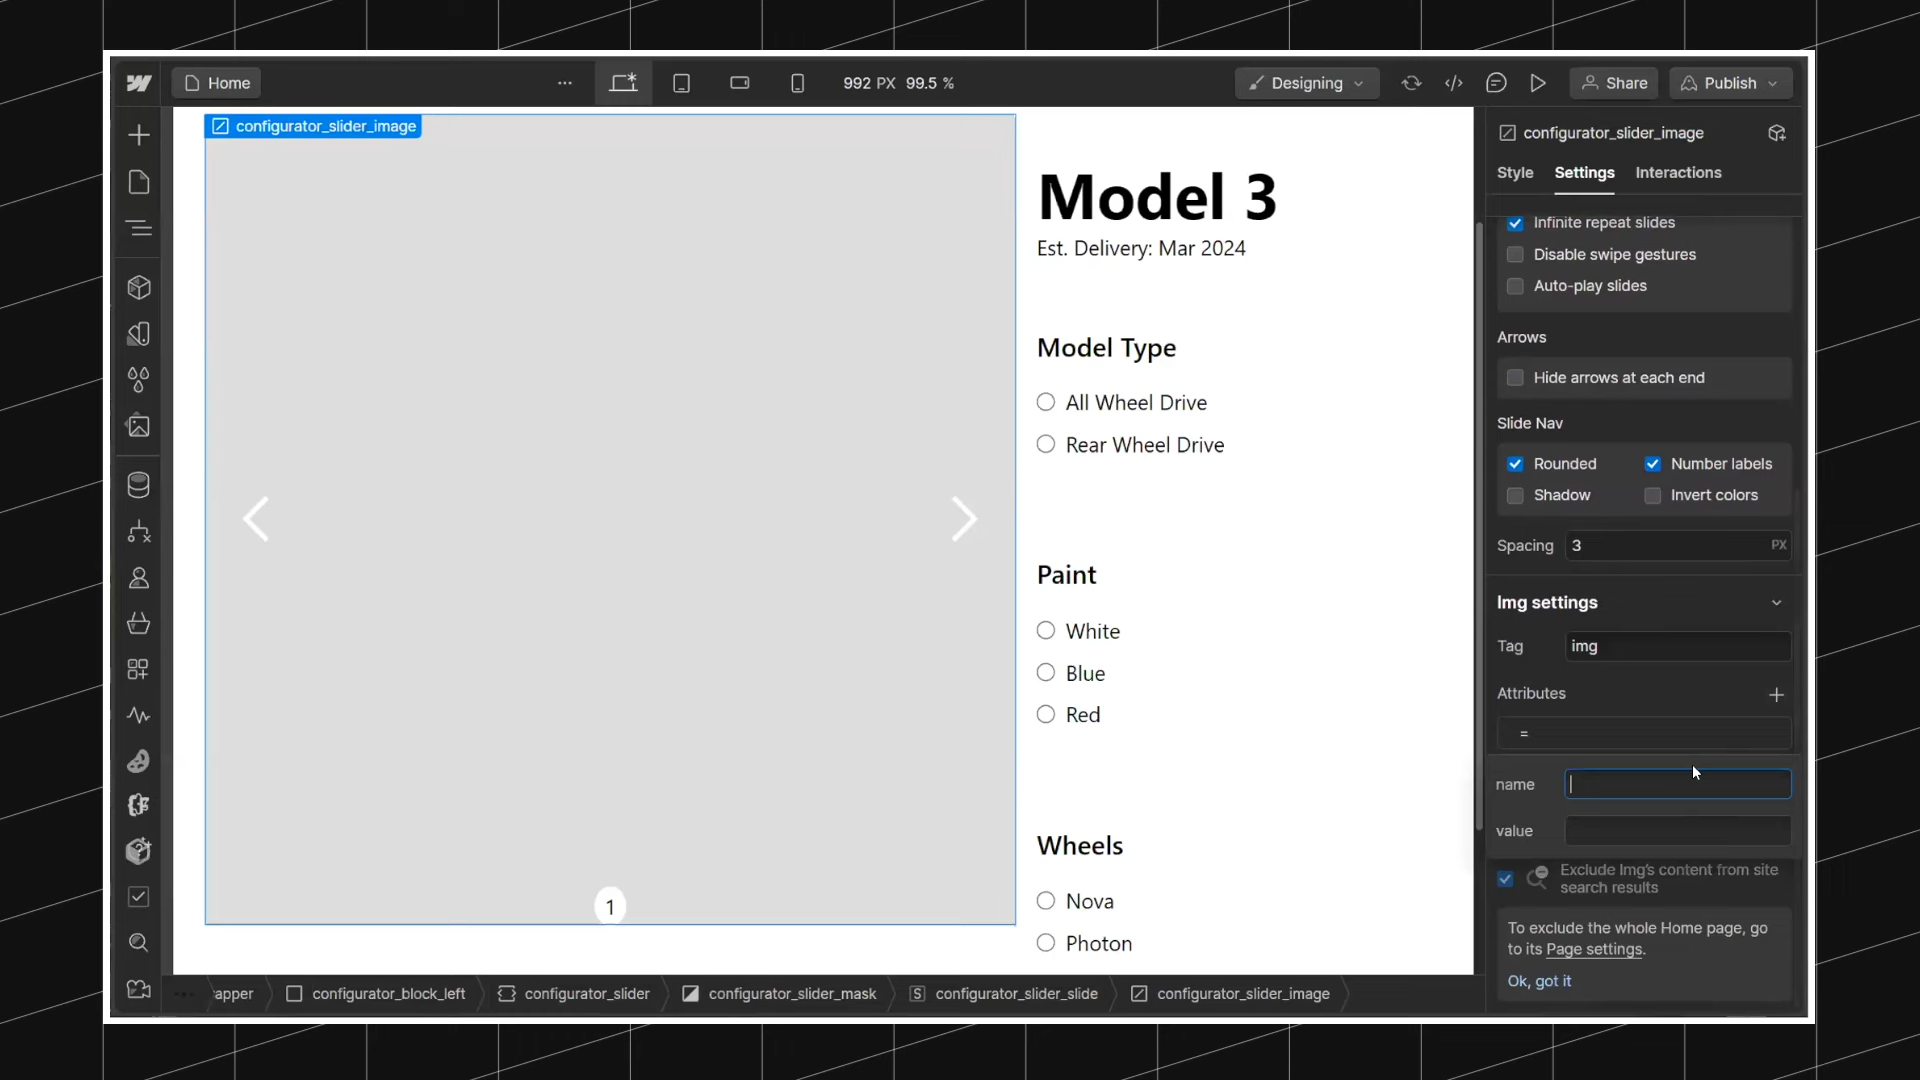 Home
992 PX 99.5 %
Designing
Share
Publish
configurator_slider_image
Model 3
Est. Delivery: Mar 2024
Model Type
All Wheel Drive
Rear Wheel Drive
Paint
White
Blue
Red
Wheels
Nova
Photon
1
configurator_slider_image
Style Settings Interactions
Infinite repeat slides
Disable swipe gestures
Auto-play slides
Arrows
Hide arrows at each end
Slide Nav
Rounded Number labels
Shadow Invert colors
Spacing 3 PX
Img settings
Tag img
Attributes
=
name
value
Exclude Img's content from site
search results
To exclude the whole Home page, go
to its Page settings.
Ok, got it
apper configurator_block_left configurator_slider configurator_slider_mask configurator_slider_slide configurator_slider_image